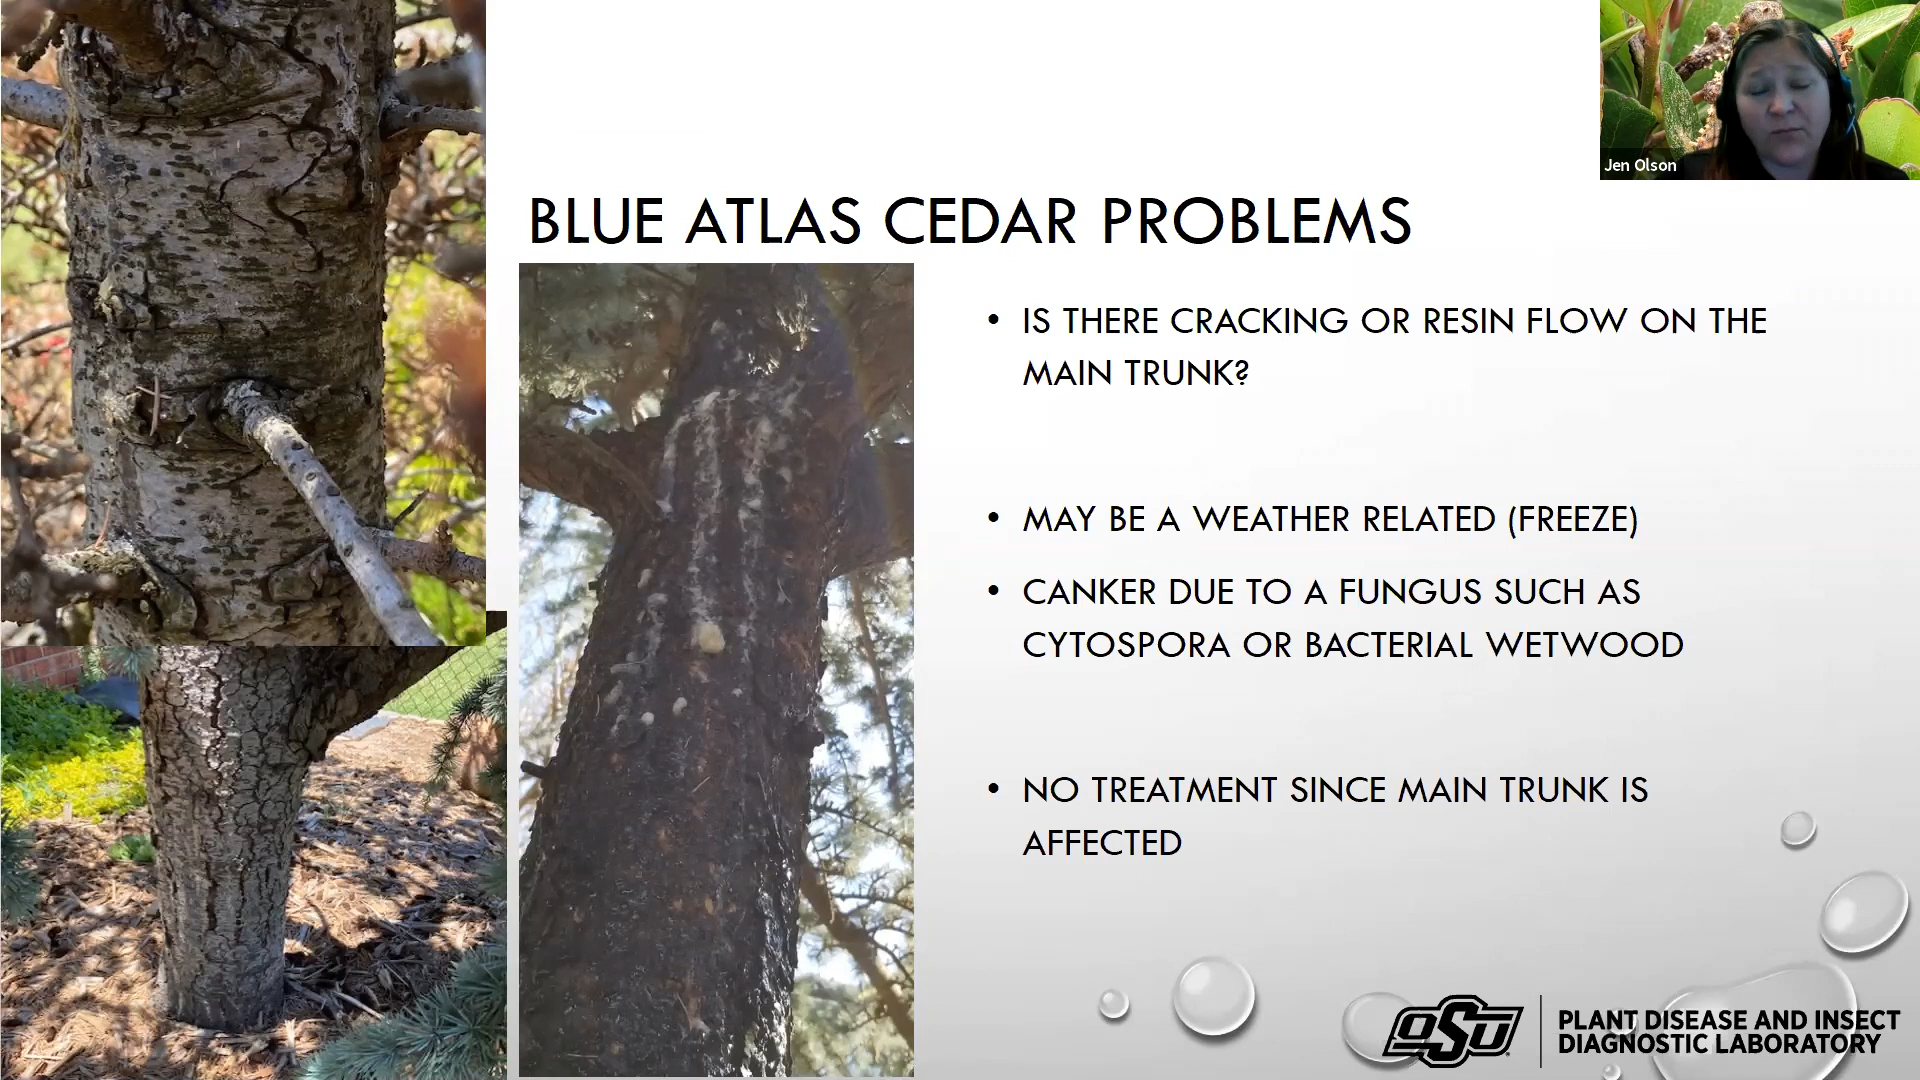 Jen Olson
BLUE ATLAS CEDAR PROBLEMS
• IS THERE CRACKING OR RESIN FLOW ON THE
MAIN TRUNK?
• MAY BE A WEATHER RELATED (FREEZE)
• CANKER DUE TO A FUNGUS SUCH AS
CYTOSPORA OR BACTERIAL WETWOOD
• NO TREATMENT SINCE MAIN TRUNK IS
AFFECTED
OSU
PLANT DISEASE AND INSECT
DIAGNOSTIC LABORATORY